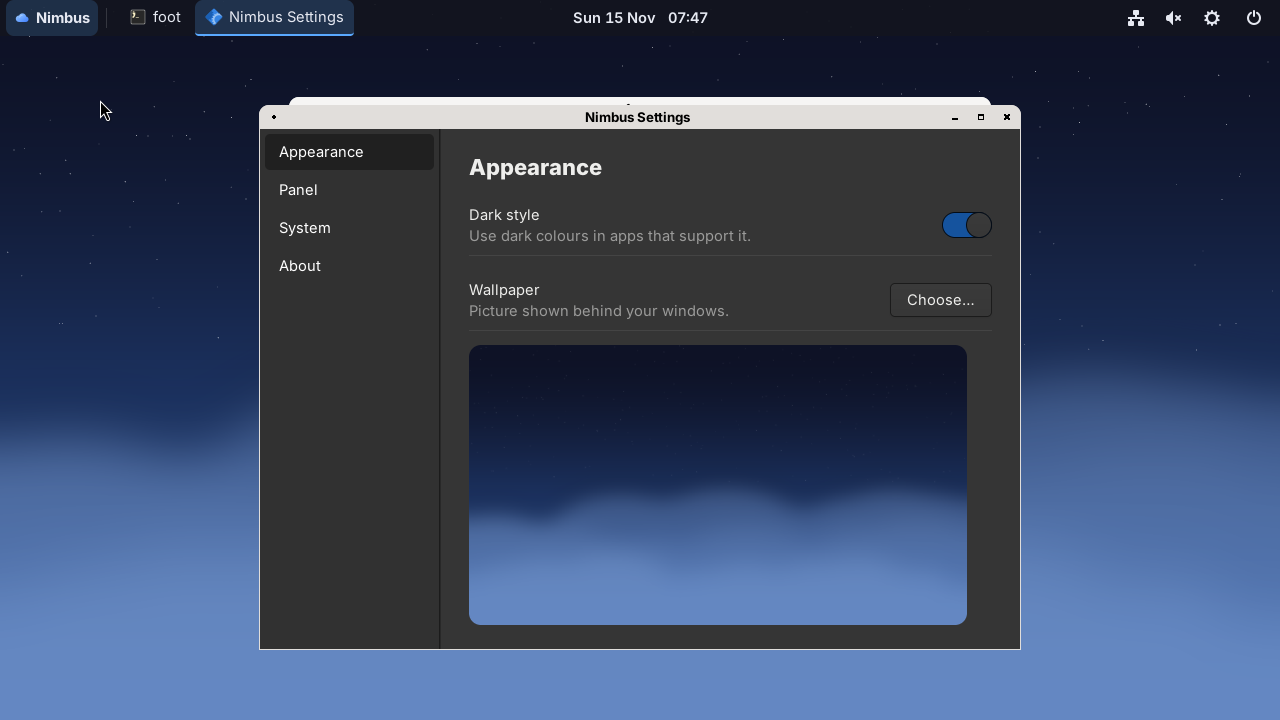 Nimbus
foot
Nimbus Settings
Sun 15 Nov 07:47
Nimbus Settings
Appearance
Panel
System
About
Appearance
Dark style
Use dark colours in apps that support it.
Wallpaper
Picture shown behind your windows.
Choose...